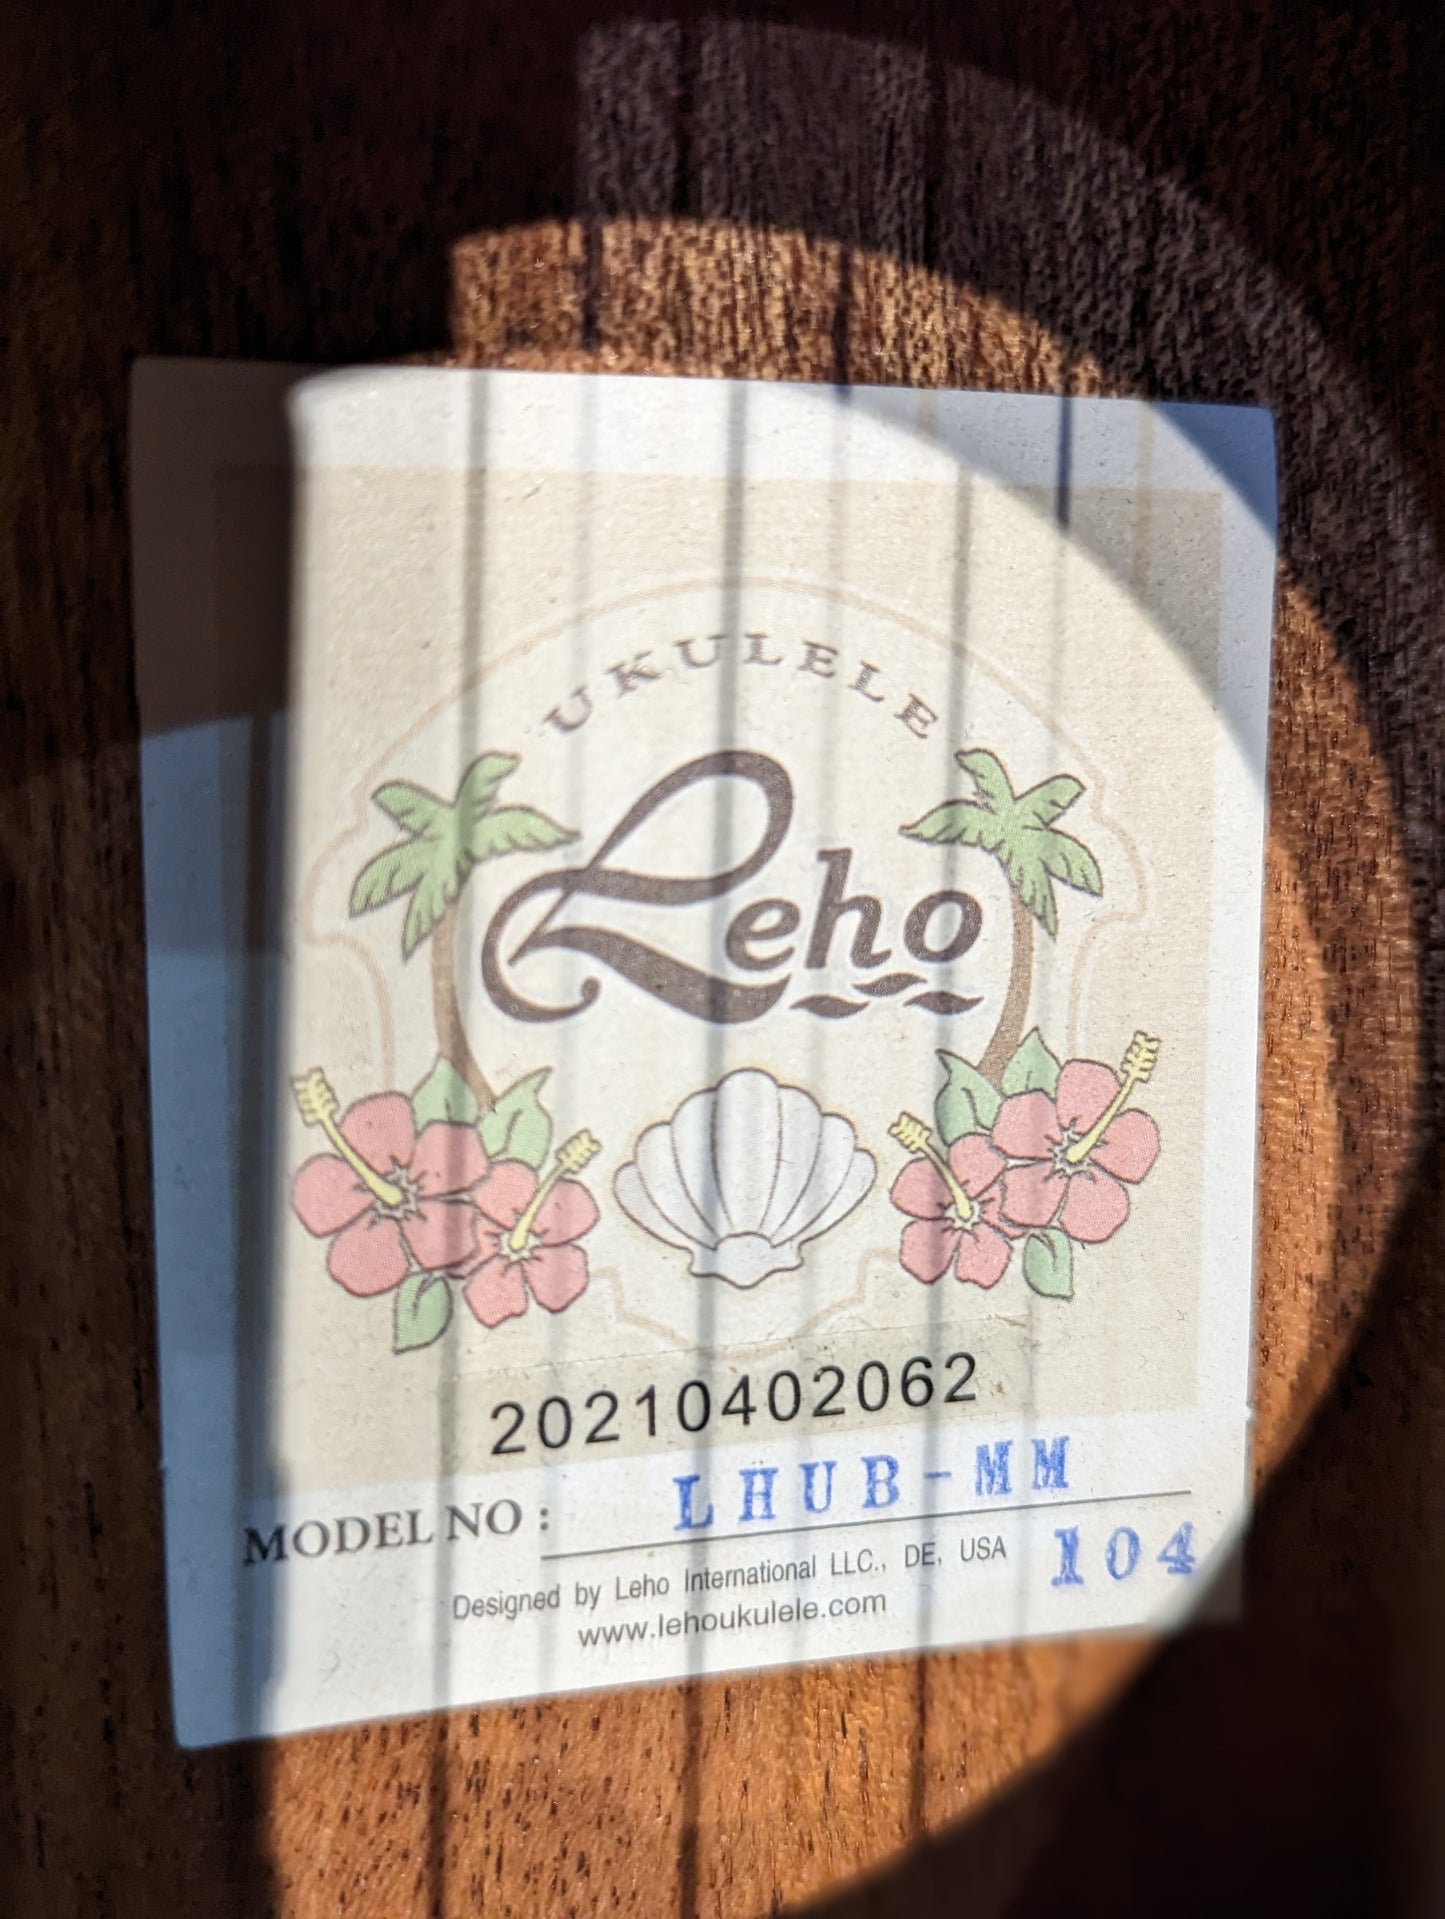 UKULELE
Leho
20210402062
MODEL NO : LHUB-MM
Designed by Leho International LLC., DE, USA 104
www.lehoukulele.com